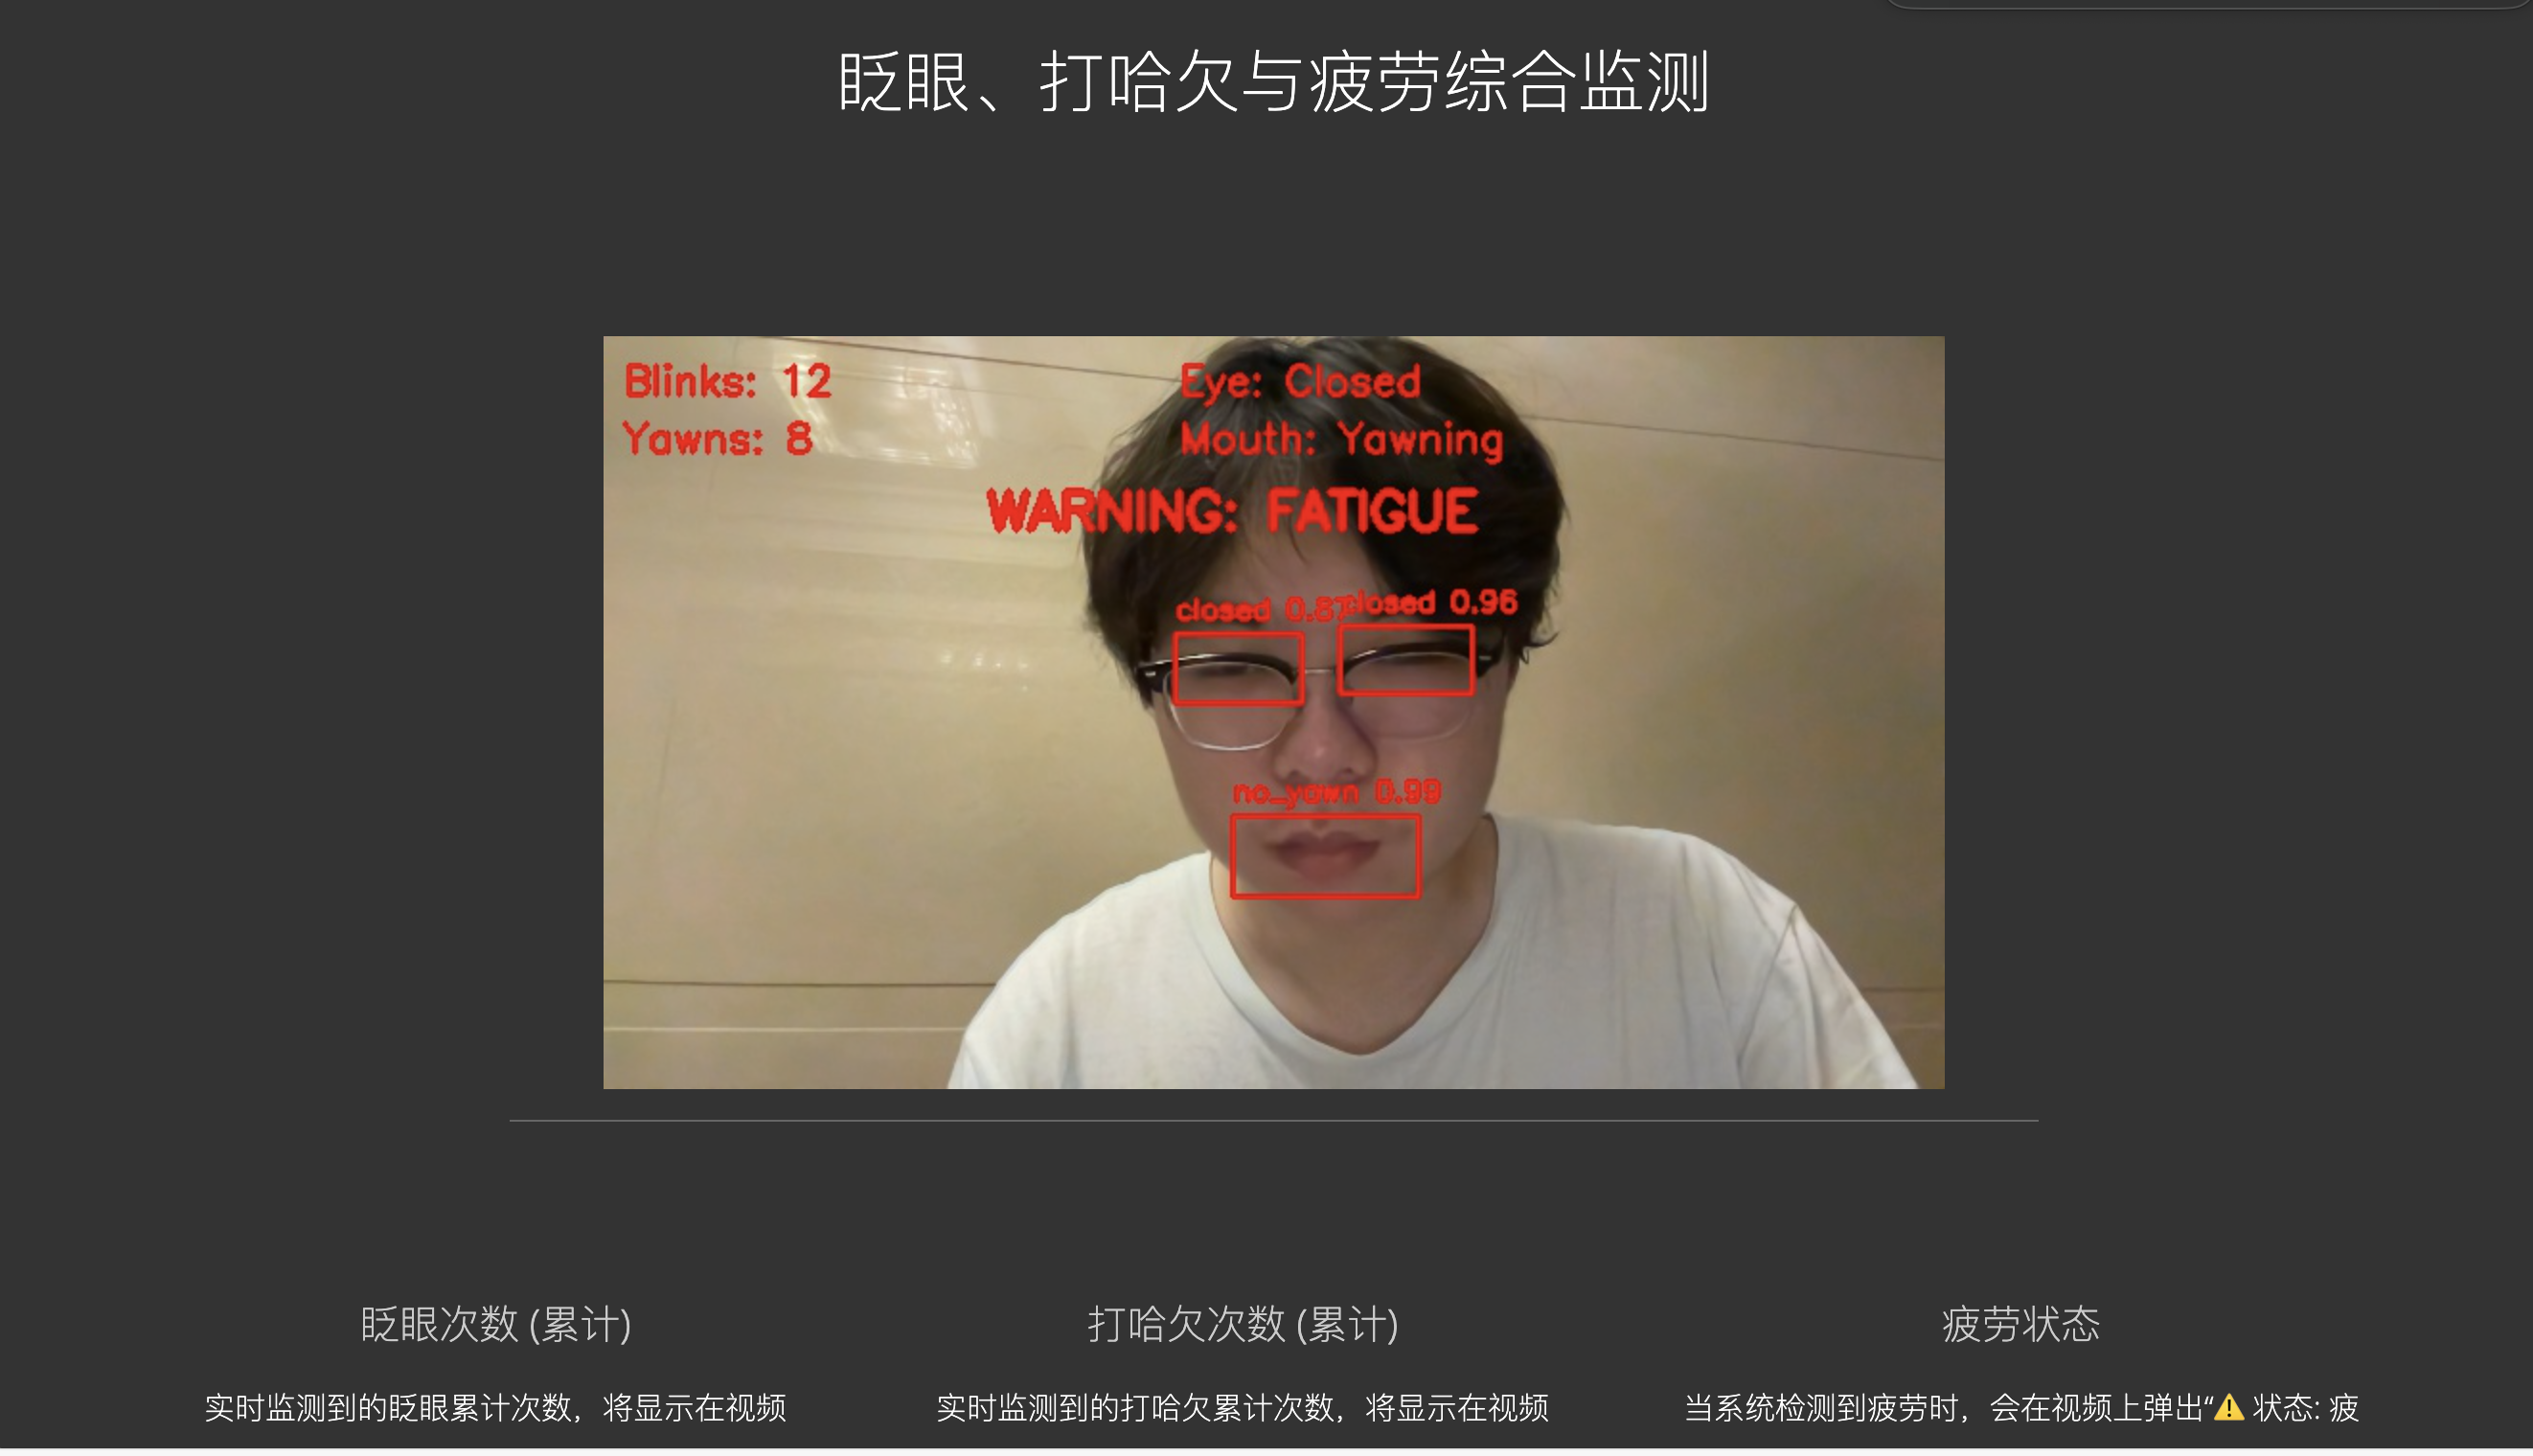 眨眼、打哈欠与疲劳综合监测
Blinks: 12
Eye: Closed
Yawns: 8
Mouth: Yawning
WARNING: FATIGUE
closed 0.87
closed 0.96
no_yawn 0.99
眨眼次数 (累计)
打哈欠次数 (累计)
疲劳状态
实时监测到的眨眼累计次数，将显示在视频
实时监测到的打哈欠累计次数，将显示在视频
当系统检测到疲劳时，会在视频上弹出“⚠️ 状态: 疲